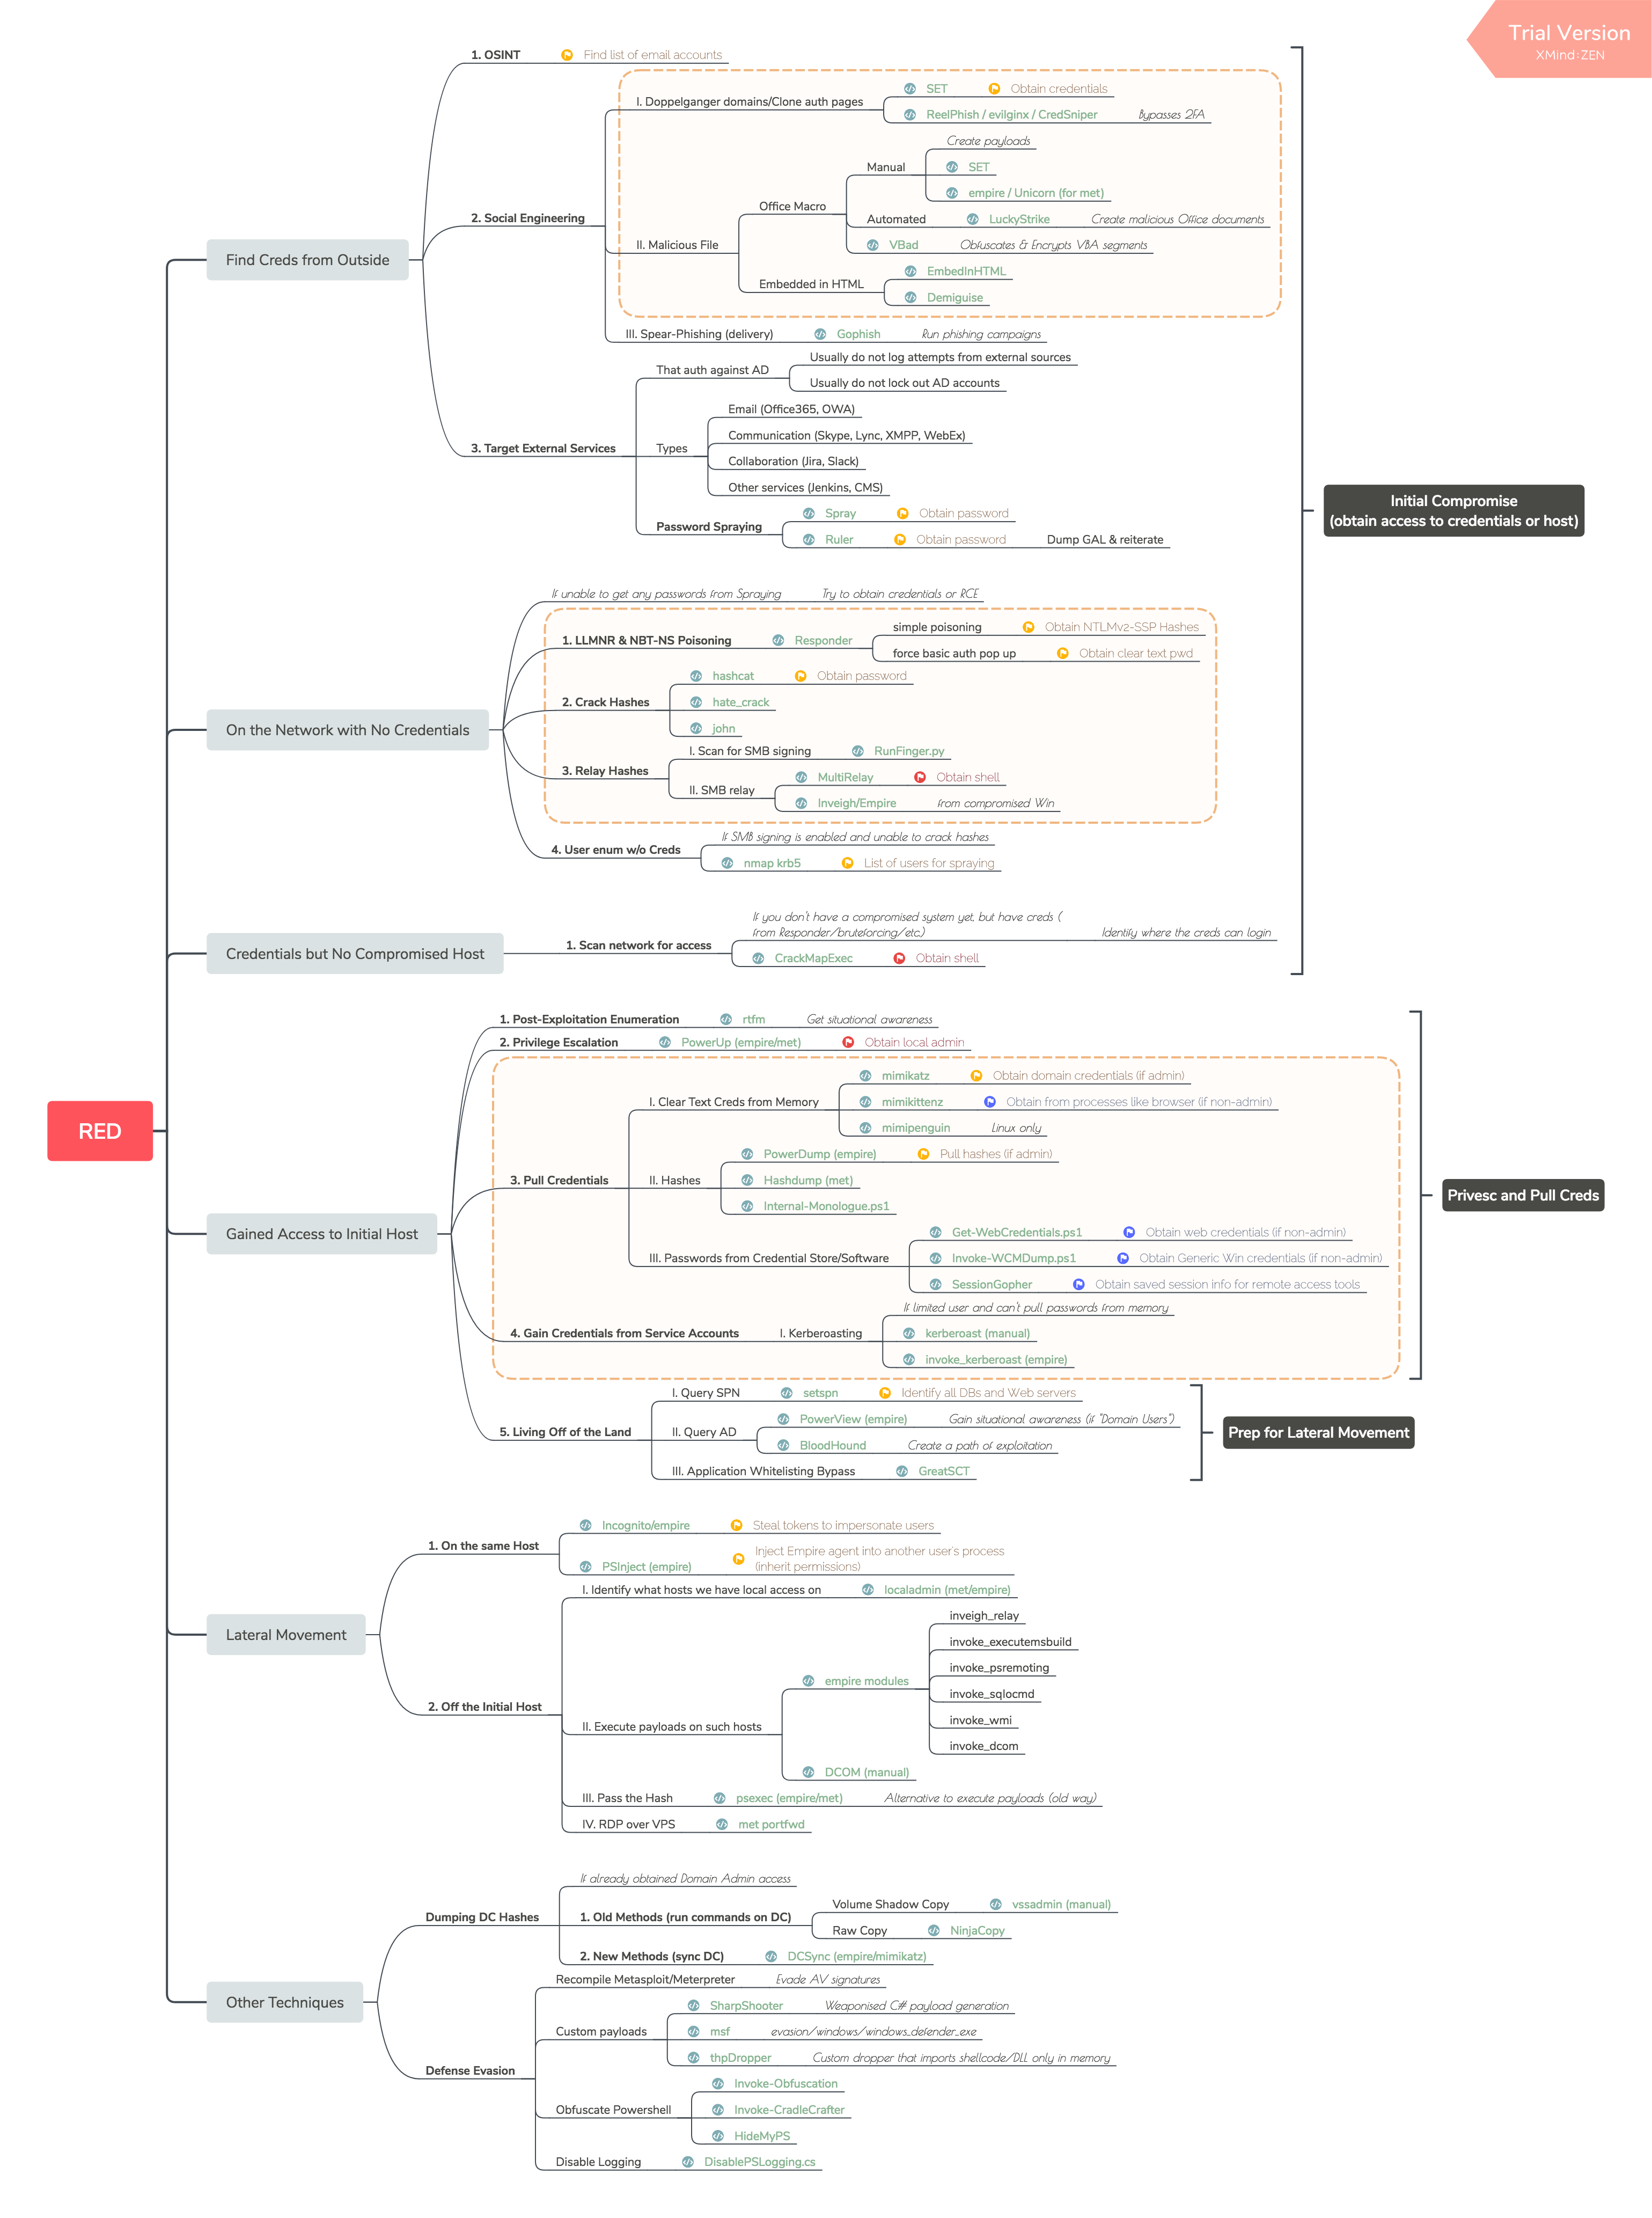 Trial Version
XMind:ZEN
RED
Find Creds from Outside
1. OSINT
Find list of email accounts
2. Social Engineering
I. Doppelganger domains/Clone auth pages
SET
Obtain credentials
ReelPhish / evilginx / CredSniper
Bypasses 2FA
II. Malicious File
Office Macro
Manual
Create payloads
SET
empire / Unicorn (for met)
Automated
LuckyStrike
Create malicious Office documents
VBad
Obfuscates & Encrypts VBA segments
Embedded in HTML
EmbedInHTML
Demiguise
III. Spear-Phishing (delivery)
Gophish
Run phishing campaigns
3. Target External Services
That auth against AD
Usually do not log attempts from external sources
Usually do not lock out AD accounts
Types
Email (Office365, OWA)
Communication (Skype, Lync, XMPP, WebEx)
Collaboration (Jira, Slack)
Other services (Jenkins, CMS)
Password Spraying
Spray
Obtain password
Ruler
Obtain password
Dump GAL & reiterate
On the Network with No Credentials
If unable to get any passwords from Spraying
Try to obtain credentials or RCE
1. LLMNR & NBT-NS Poisoning
Responder
simple poisoning
Obtain NTLMv2-SSP Hashes
force basic auth pop up
Obtain clear text pwd
2. Crack Hashes
hashcat
Obtain password
hate_crack
john
3. Relay Hashes
I. Scan for SMB signing
RunFinger.py
II. SMB relay
MultiRelay
Obtain shell
Inveigh/Empire
from compromised Win
4. User enum w/o Creds
If SMB signing is enabled and unable to crack hashes
nmap krb5
List of users for spraying
Credentials but No Compromised Host
1. Scan network for access
If you don't have a compromised system yet, but have creds (
from Responder/bruteforcing/etc.)
Identify where the creds can login
CrackMapExec
Obtain shell
Initial Compromise
(obtain access to credentials or host)
Gained Access to Initial Host
1. Post-Exploitation Enumeration
rtfm
Get situational awareness
2. Privilege Escalation
PowerUp (empire/met)
Obtain local admin
3. Pull Credentials
I. Clear Text Creds from Memory
mimikatz
Obtain domain credentials (if admin)
mimikittenz
Obtain from processes like browser (if non-admin)
mimipenguin
Linux only
II. Hashes
PowerDump (empire)
Pull hashes (if admin)
Hashdump (met)
Internal-Monologue.ps1
III. Passwords from Credential Store/Software
Get-WebCredentials.ps1
Obtain web credentials (if non-admin)
Invoke-WCMDump.ps1
Obtain Generic Win credentials (if non-admin)
SessionGopher
Obtain saved session info for remote access tools
4. Gain Credentials from Service Accounts
I. Kerberoasting
If limited user and can't pull passwords from memory
kerberoast (manual)
invoke_kerberoast (empire)
Privesc and Pull Creds
5. Living Off of the Land
I. Query SPN
setspn
Identify all DBs and Web servers
II. Query AD
PowerView (empire)
Gain situational awareness (if "Domain Users")
BloodHound
Create a path of exploitation
III. Application Whitelisting Bypass
GreatSCT
Prep for Lateral Movement
Lateral Movement
1. On the same Host
Incognito/empire
Steal tokens to impersonate users
PSInject (empire)
Inject Empire agent into another user's process
(inherit permissions)
2. Off the Initial Host
I. Identify what hosts we have local access on
localadmin (met/empire)
II. Execute payloads on such hosts
empire modules
inveigh_relay
invoke_executemsbuild
invoke_psremoting
invoke_sqlocmd
invoke_wmi
invoke_dcom
DCOM (manual)
III. Pass the Hash
psexec (empire/met)
Alternative to execute payloads (old way)
IV. RDP over VPS
met portfwd
Other Techniques
Dumping DC Hashes
If already obtained Domain Admin access
1. Old Methods (run commands on DC)
Volume Shadow Copy
vssadmin (manual)
Raw Copy
NinjaCopy
2. New Methods (sync DC)
DCSync (empire/mimikatz)
Defense Evasion
Recompile Metasploit/Meterpreter
Evade AV signatures
Custom payloads
SharpShooter
Weaponised C# payload generation
msf
evasion/windows/windows_defender_exe
thpDropper
Custom dropper that imports shellcode/DLL only in memory
Obfuscate Powershell
Invoke-Obfuscation
Invoke-CradleCrafter
HideMyPS
Disable Logging
DisablePSLogging.cs